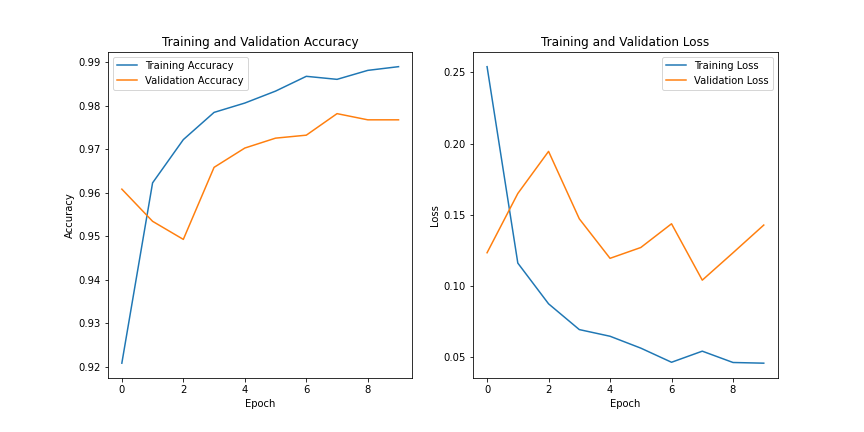 Training and Validation Accuracy
Training Accuracy
Validation Accuracy
0.99
0.98
0.97
0.96
0.95
0.94
0.93
0.92
Accuracy
0 2 4 6 8
Epoch
Training and Validation Loss
Training Loss
Validation Loss
0.25
0.20
0.15
0.10
0.05
Loss
0 2 4 6 8
Epoch